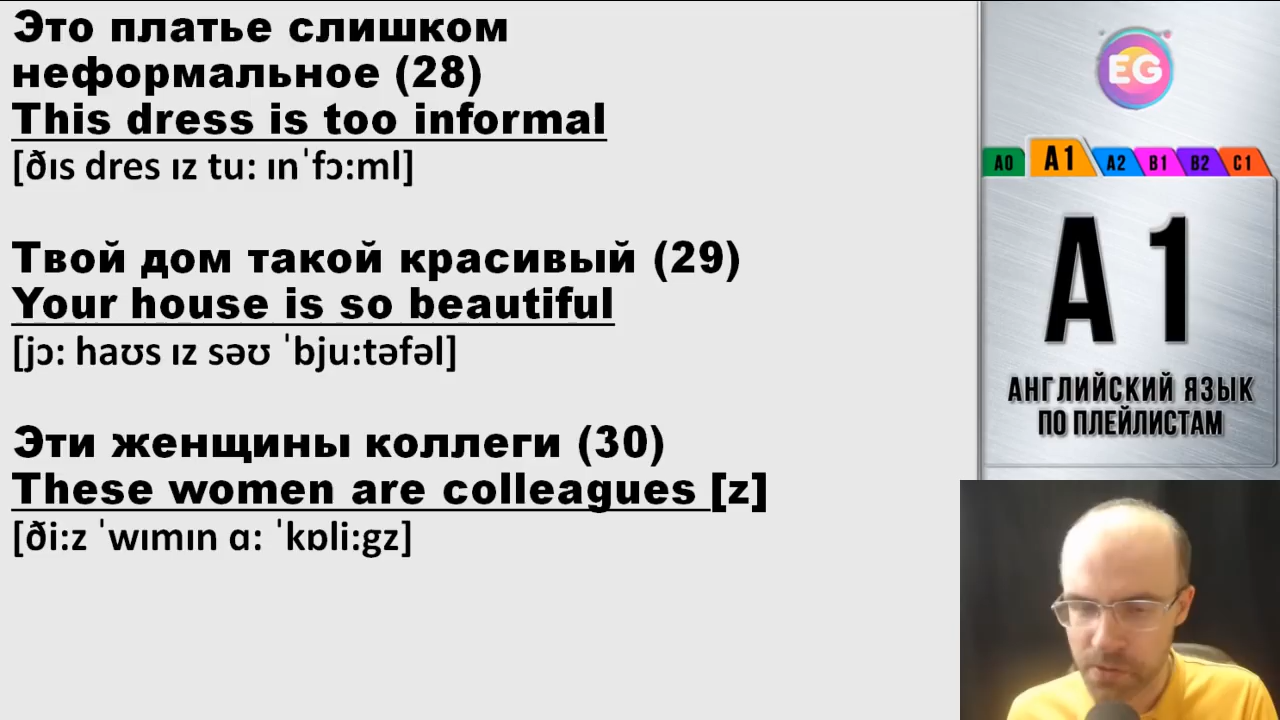 Это платье слишком
неформальное (28)
This dress is too informal
[ðɪs dres ɪz tu: ɪnˈfɔ:ml]
Твой дом такой красивый (29)
Your house is so beautiful
[jɔ: haʊs ɪz səʊ ˈbju:təfəl]
Эти женщины коллеги (30)
These women are colleagues [z]
[ði:z ˈwɪmɪn ɑ: ˈkɒli:gz]
EG
A0 A1 A2 B1 B2 C1
A1
АНГЛИЙСКИЙ ЯЗЫК
ПО ПЛЕЙЛИСТАМ